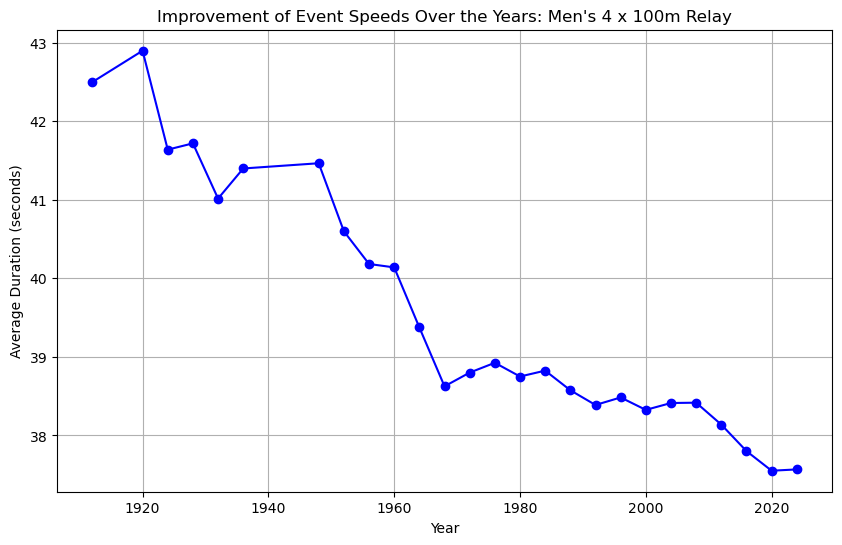 Improvement of Event Speeds Over the Years: Men's 4 x 100m Relay
Average Duration (seconds)
43
42
41
40
39
38
1920 1940 1960 1980 2000 2020
Year